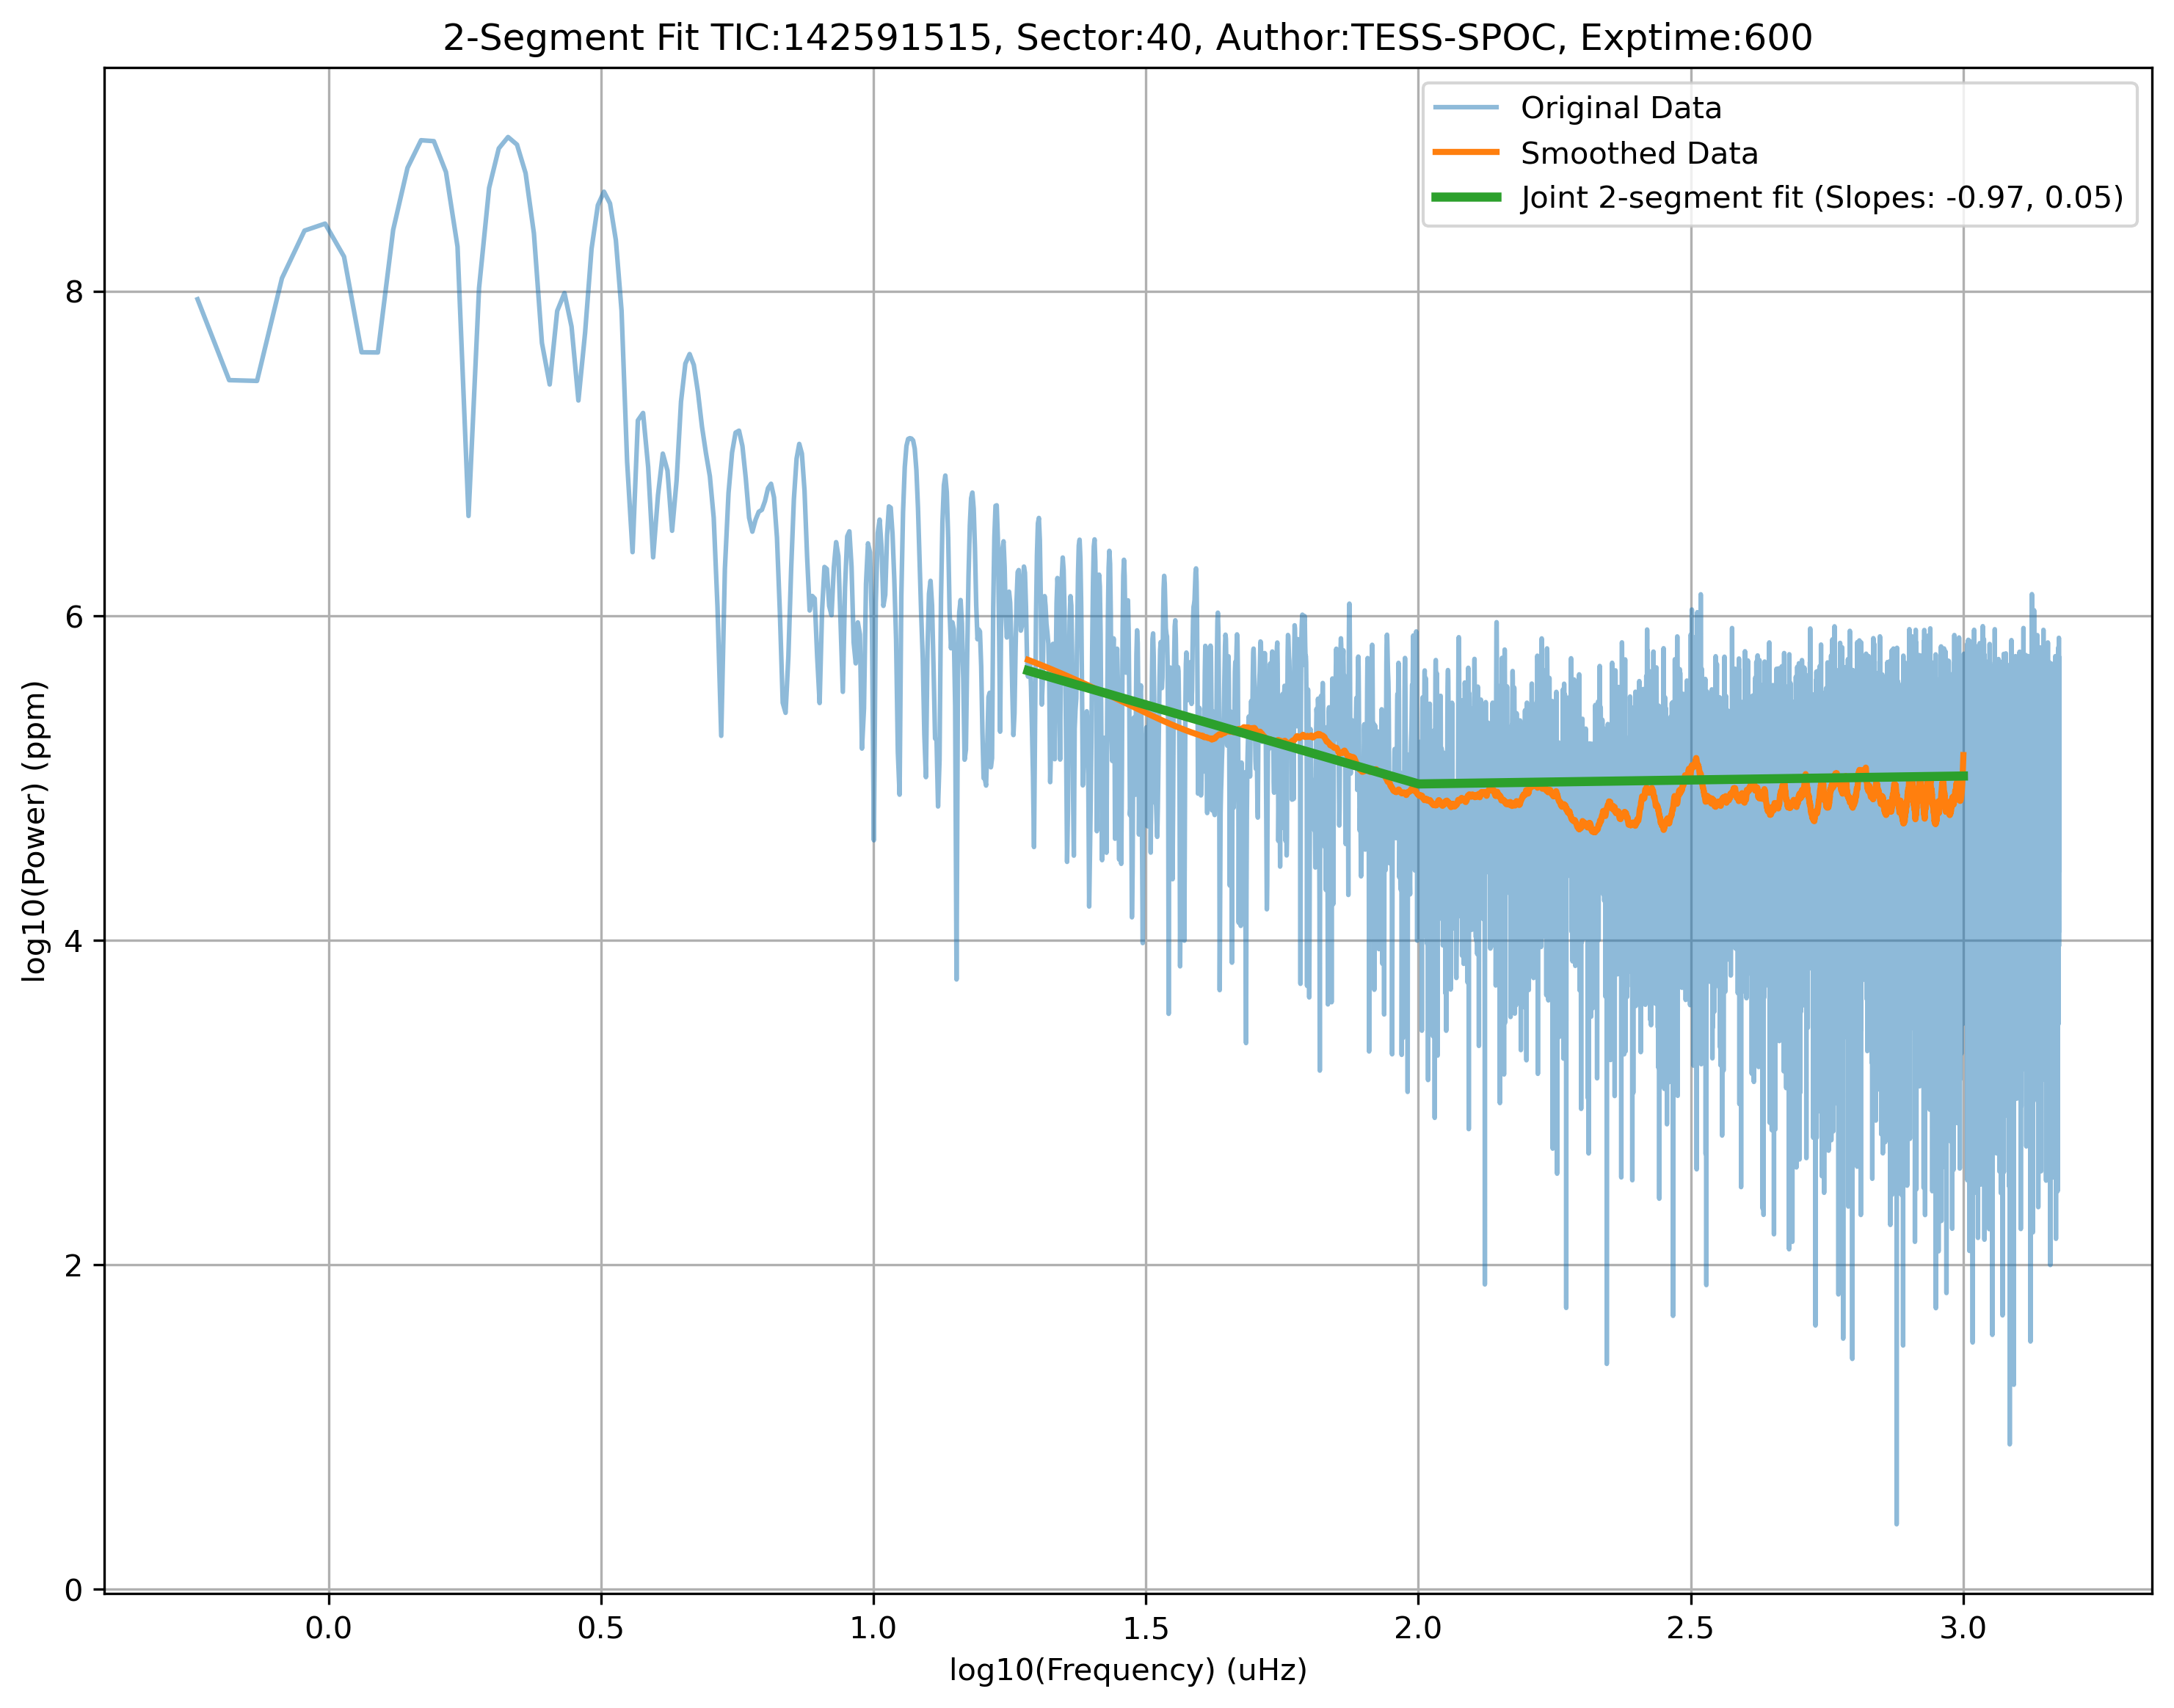 2-Segment Fit TIC:142591515, Sector:40, Author:TESS-SPOC, Exptime:600
Original Data
Smoothed Data
Joint 2-segment fit (Slopes: -0.97, 0.05)
log10(Power) (ppm)
8
6
4
2
0
0.0 0.5 1.0 1.5 2.0 2.5 3.0
log10(Frequency) (uHz)